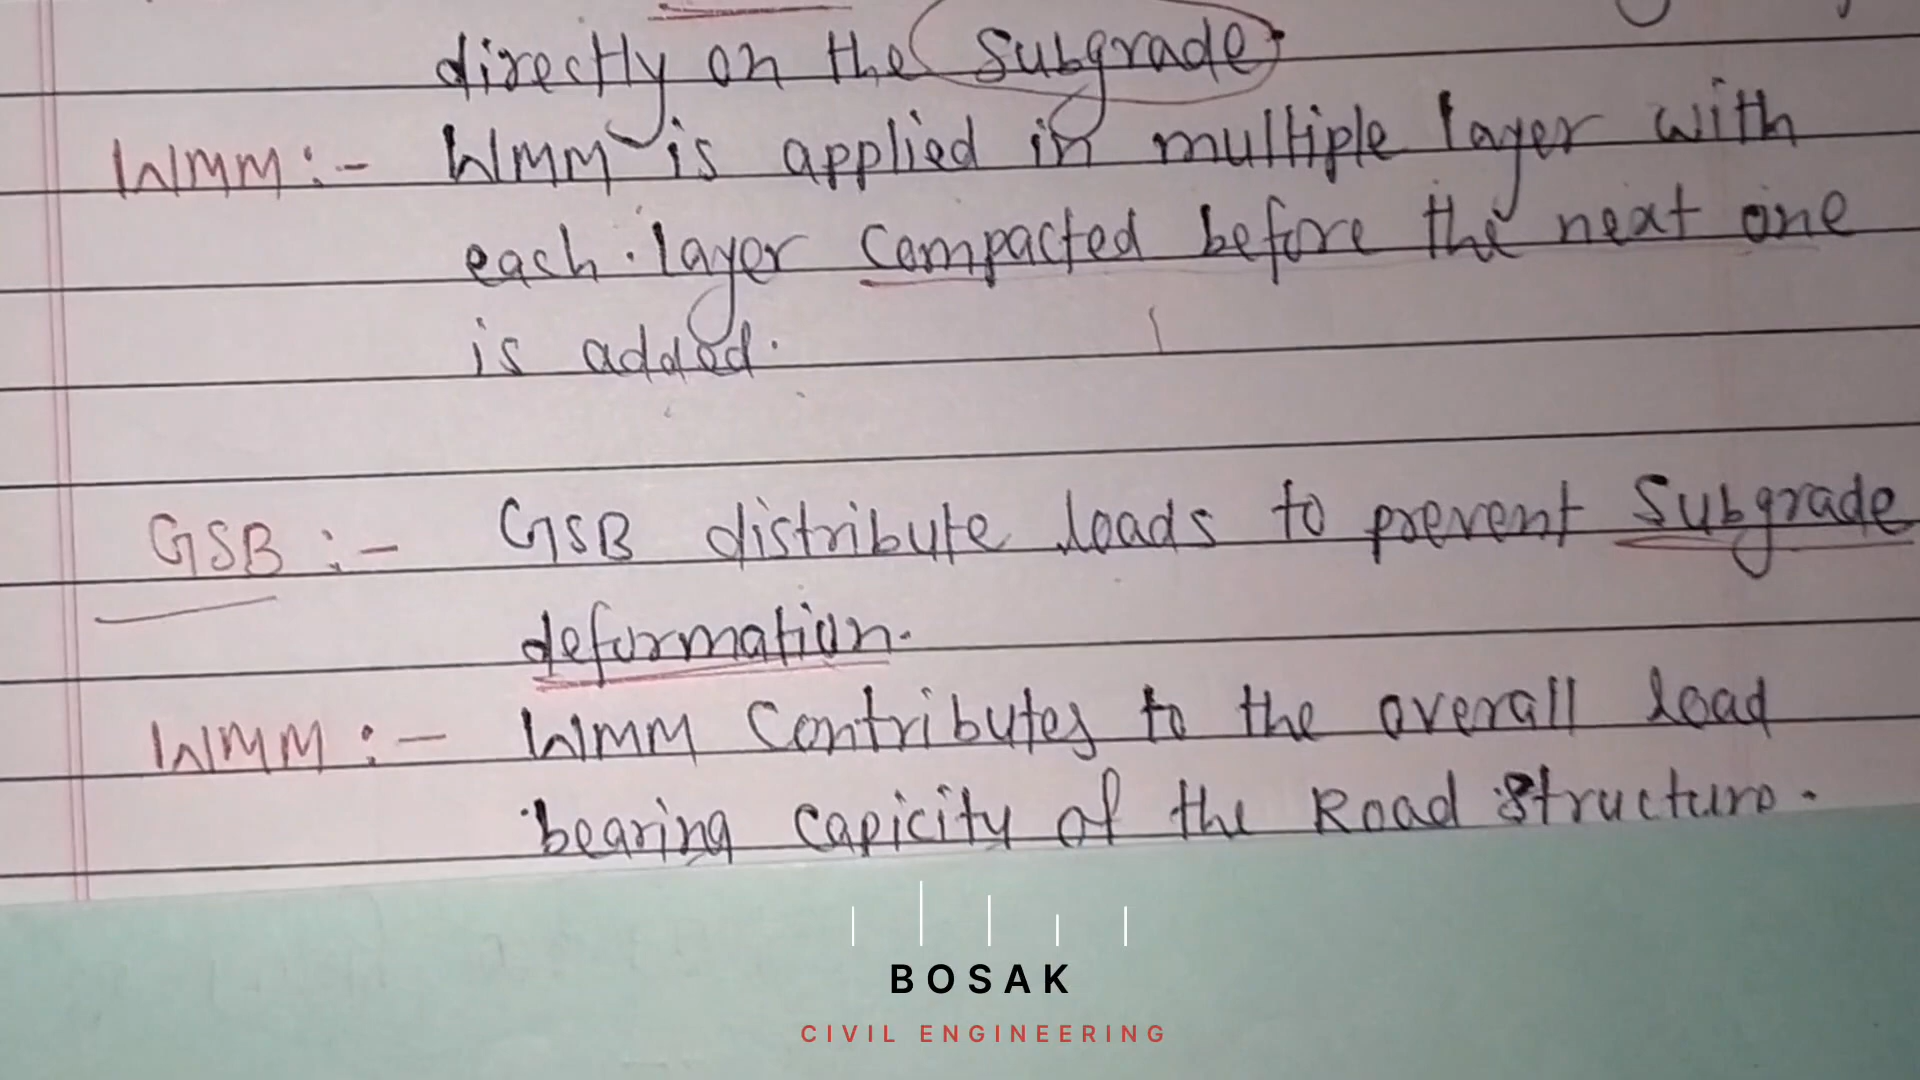 directly on the Subgrade
WMM :- WMM is applied in multiple layer with
each layer compacted before the next one
is added.
GSB :- GSB distribute loads to prevent Subgrade
deformation.
WMM :- WMM Contributes to the overall load
bearing capicity of the Road Structure.
BOSAK
CIVIL ENGINEERING